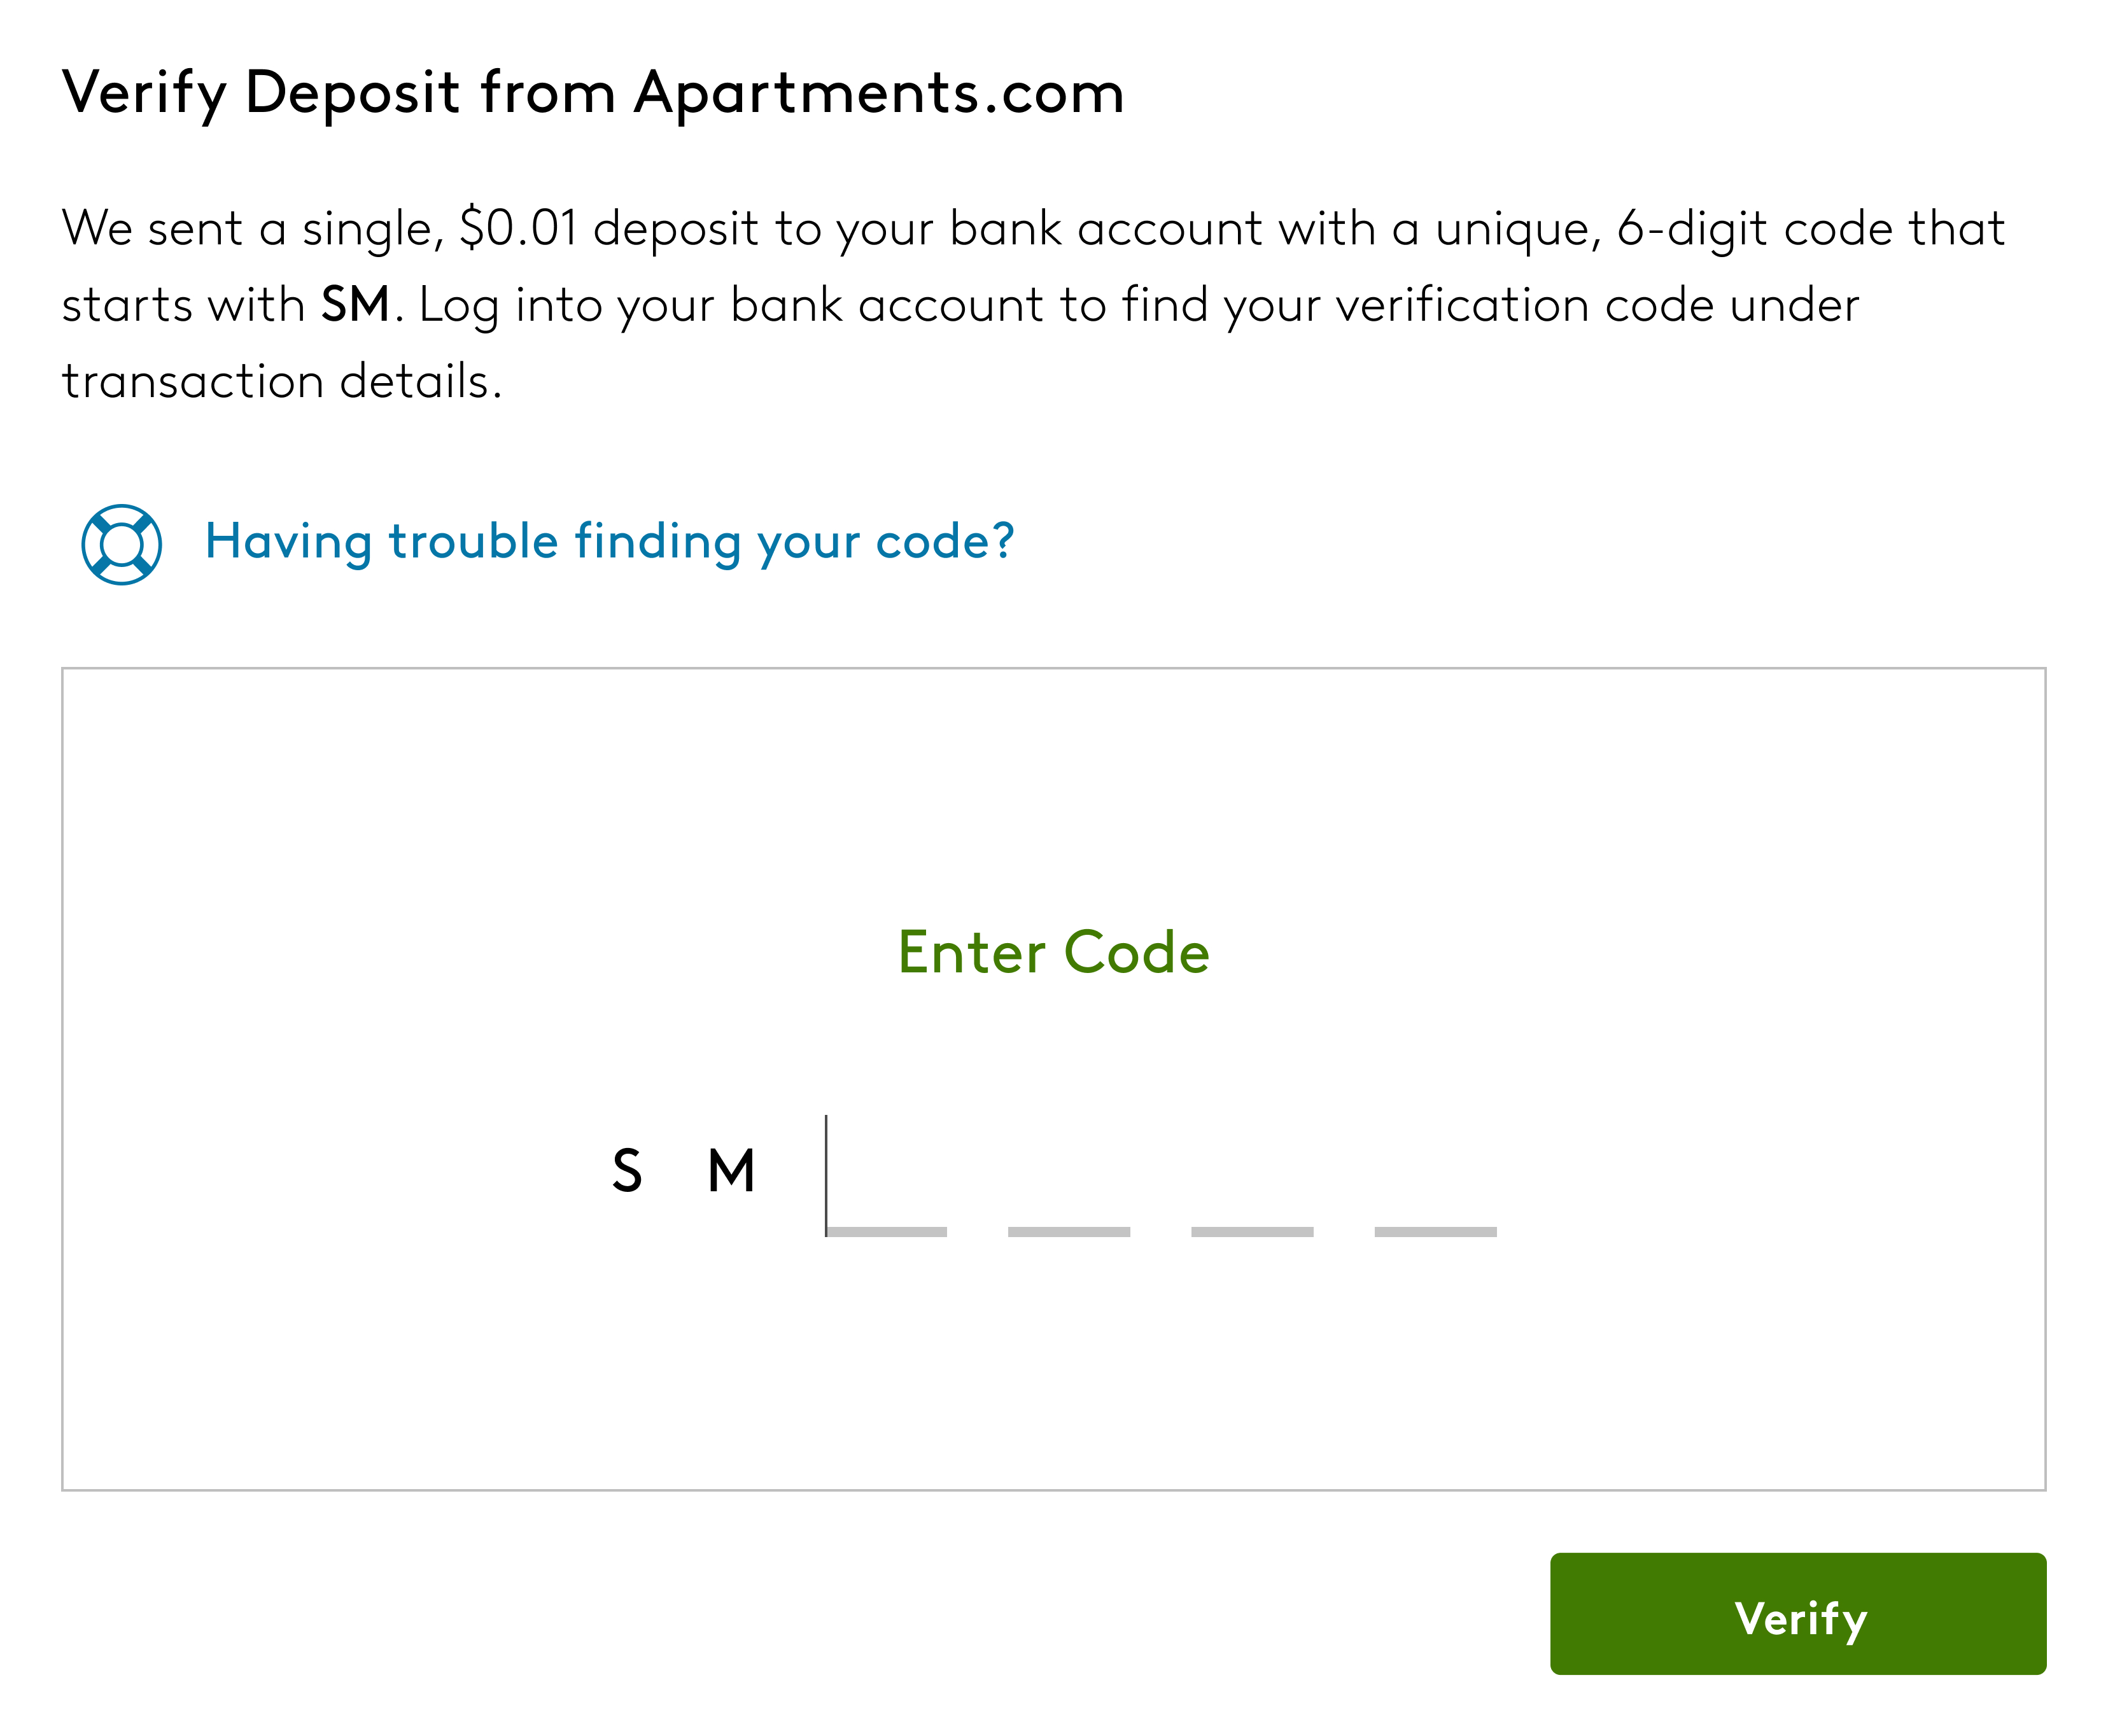 Verify Deposit from Apartments.com
We sent a single, $0.01 deposit to your bank account with a unique, 6-digit code that
starts with SM. Log into your bank account to find your verification code under
transaction details.
Having trouble finding your code?
Enter Code
S M
Verify